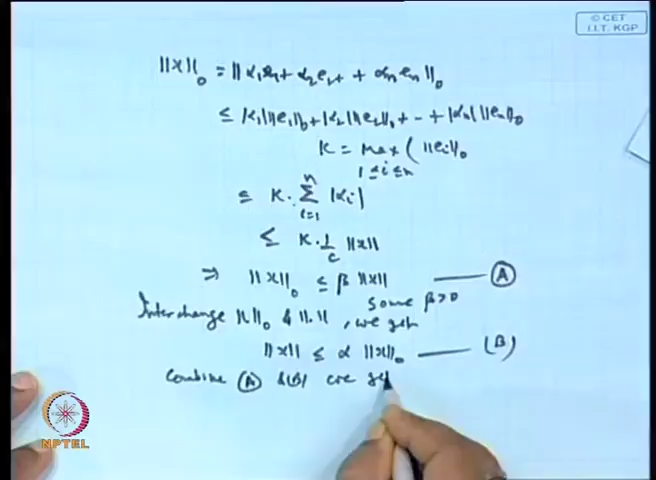 © CET
I.I.T. KGP
||x||₀ = ||α₁e₁ + α₂e₂ + + αₙeₙ||₀
≤ |α₁| ||e₁||₀ + |α₂| ||e₂||₀ + - + |αₙ| ||eₙ||₀
K = Max ( ||eᵢ||₀
1≤i≤n
≤ K. n∑i=1 |αᵢ|
≤ K. 1/c ||x||
⇒ ||x||₀ ≤ β ||x|| — (A)
some β>0
Interchange ||.||₀ & ||.|| , we get
||x|| ≤ α ||x||₀ — (B)
Combine (A) & (B) we get
NPTEL